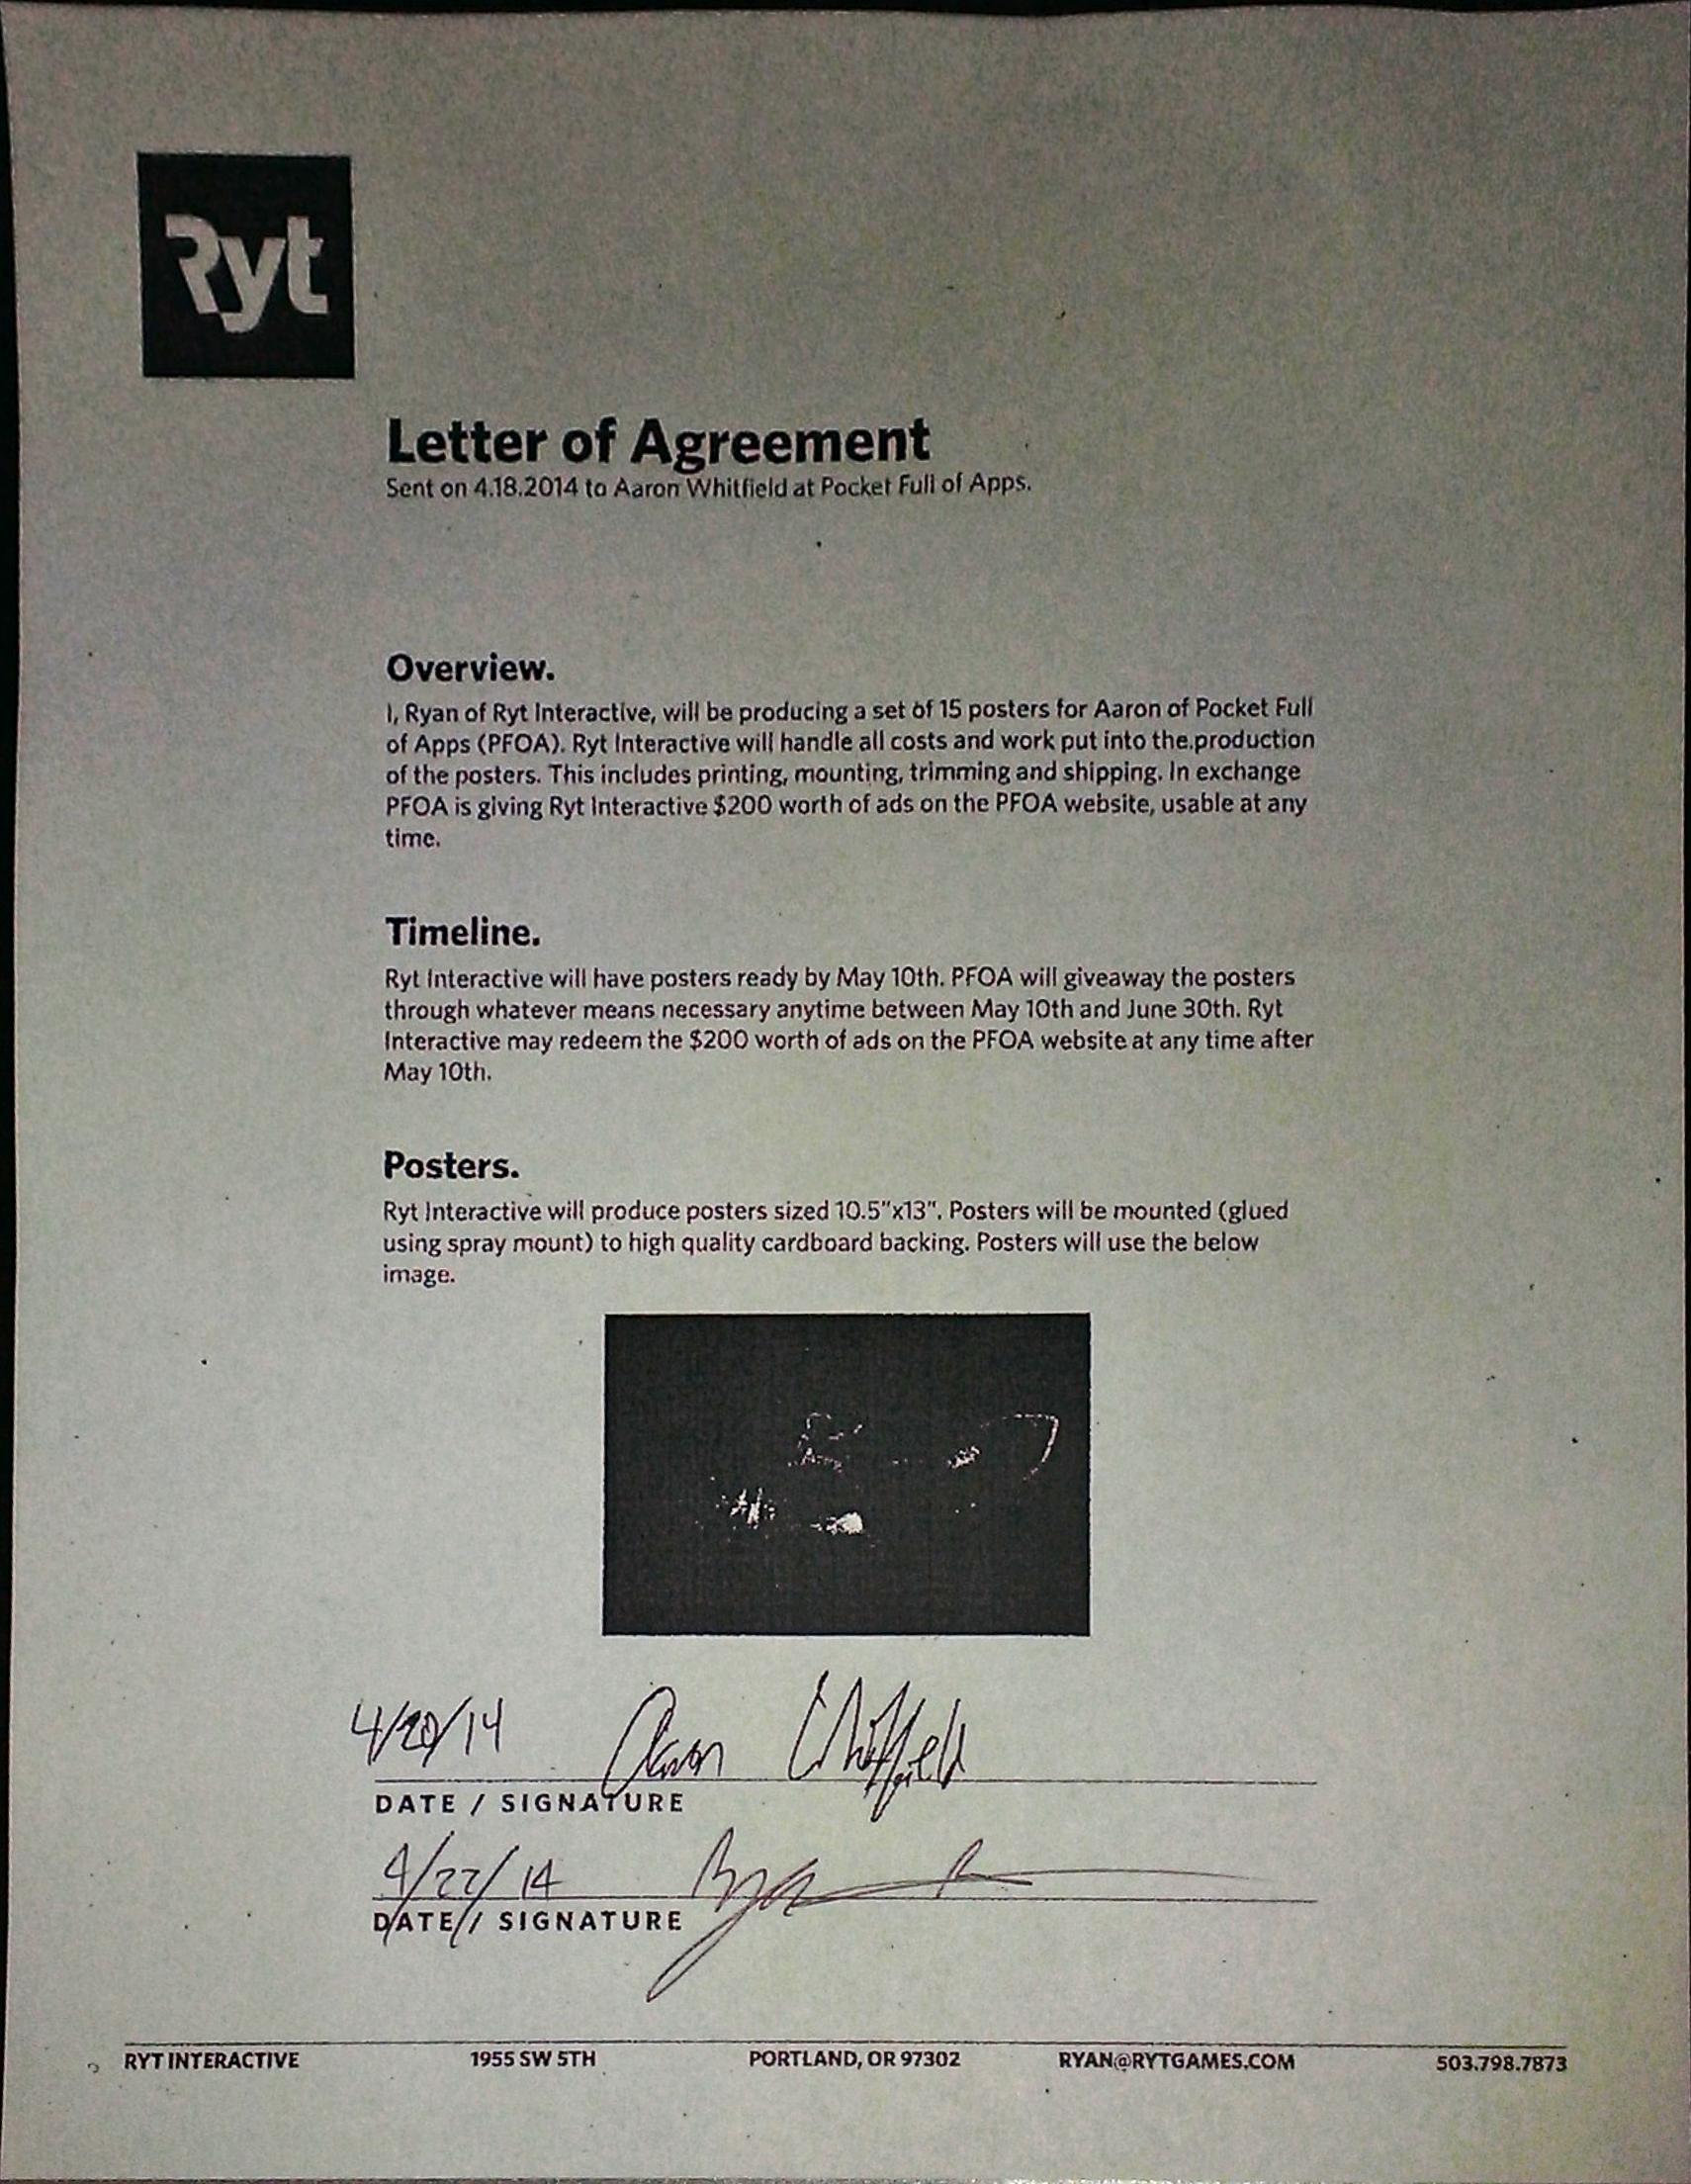 Ryt
Letter of Agreement
Sent on 4.18.2014 to Aaron Whitfield at Pocket Full of Apps.
Overview.
I, Ryan of Ryt Interactive, will be producing a set of 15 posters for Aaron of Pocket Full
of Apps (PFOA). Ryt Interactive will handle all costs and work put into the production
of the posters. This includes printing, mounting, trimming and shipping. In exchange
PFOA is giving Ryt Interactive $200 worth of ads on the PFOA website, usable at any
time.
Timeline.
Ryt Interactive will have posters ready by May 10th. PFOA will giveaway the posters
through whatever means necessary anytime between May 10th and June 30th. Ryt
Interactive may redeem the $200 worth of ads on the PFOA website at any time after
May 10th.
Posters.
Ryt Interactive will produce posters sized 10.5"x13". Posters will be mounted (glued
using spray mount) to high quality cardboard backing. Posters will use the below
image.
4/20/14 Aaron Whitfield
DATE / SIGNATURE
4/22/14
DATE / SIGNATURE
RYT INTERACTIVE 1955 SW 5TH PORTLAND, OR 97302 RYAN@RYTGAMES.COM 503.798.7873